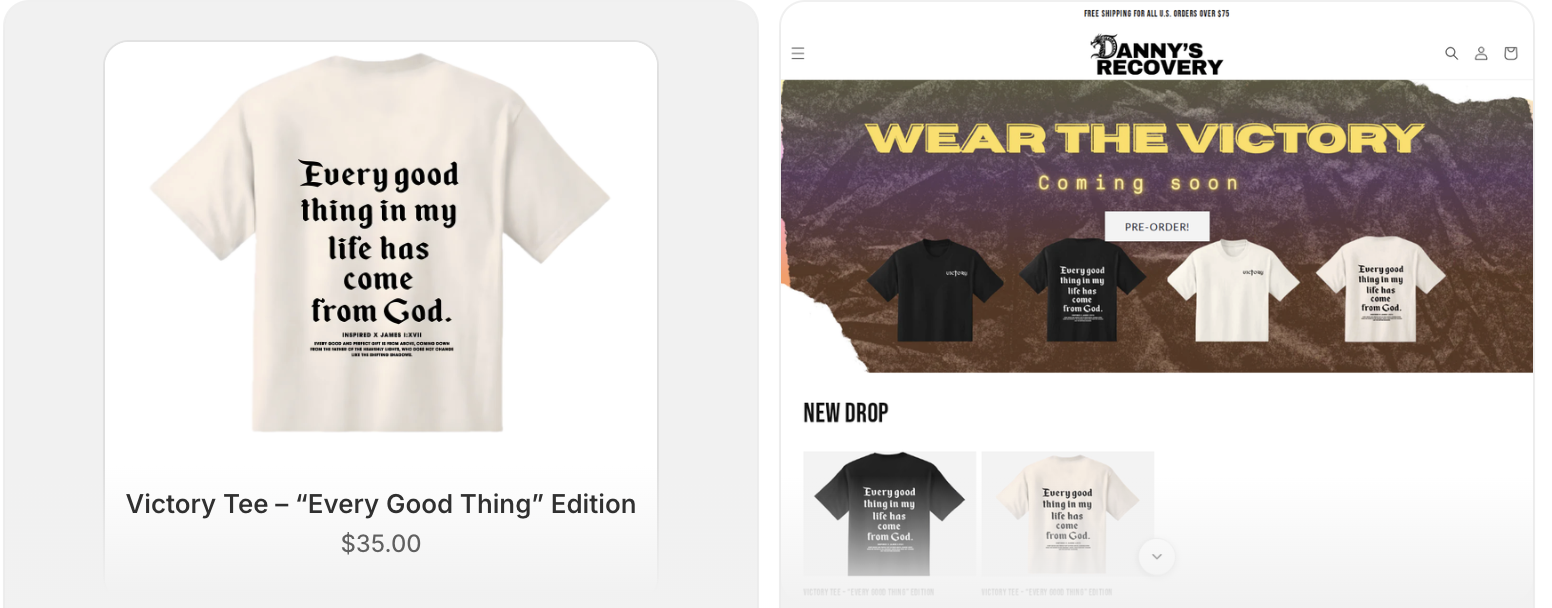 Every good
thing in my
life has
come
from God.
INSPIRED X JAMES I:XVII
EVERY GOOD AND PERFECT GIFT IS FROM ABOVE, COMING DOWN
FROM THE FATHER OF THE HEAVENLY LIGHTS, WHO DOES NOT CHANGE
LIKE THE SHIFTING SHADOWS.
Victory Tee – “Every Good Thing” Edition
$35.00
FREE SHIPPING FOR ALL U.S. ORDERS OVER $75
DANNY'S
RECOVERY
WEAR THE VICTORY
Coming soon
PRE-ORDER!
VICTORY
Every good
thing in my
life has
come
from God.
VICTORY
Every good
thing in my
life has
come
from God.
NEW DROP
Every good
thing in my
life has
come
from God.
Every good
thing in my
life has
come
from God.
VICTORY TEE - "EVERY GOOD THING" EDITION
VICTORY TEE - "EVERY GOOD THING" EDITION